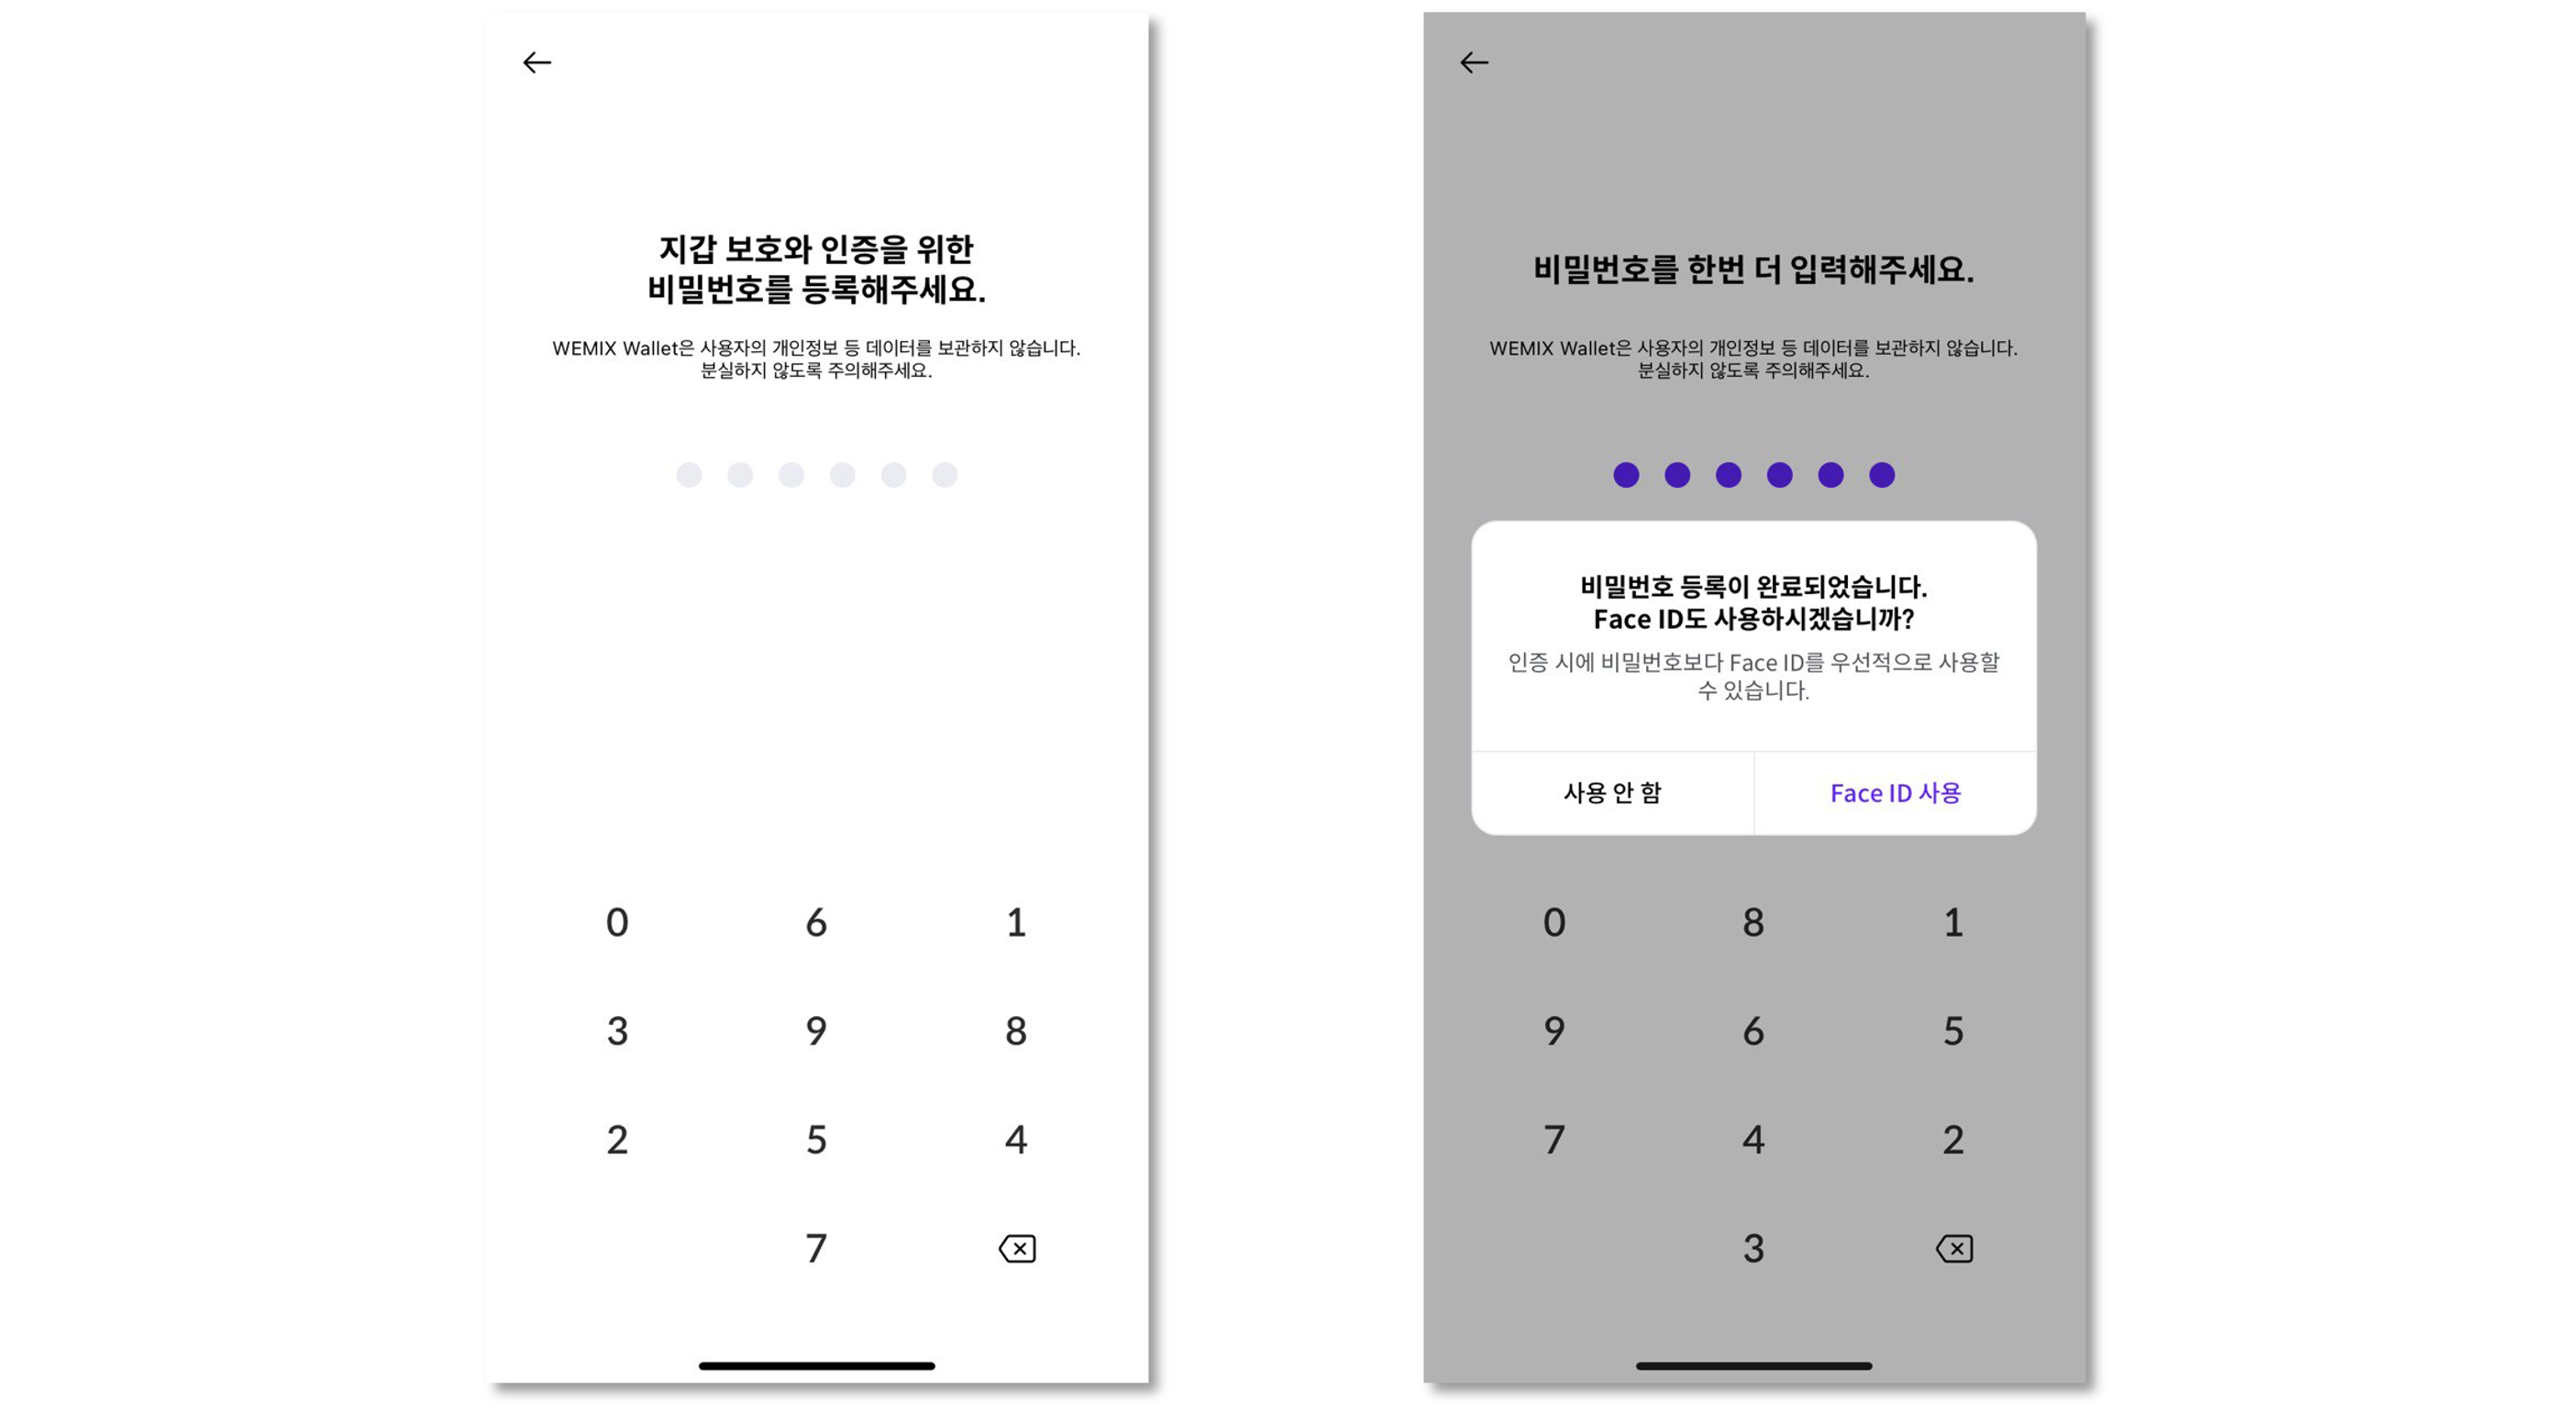 지갑 보호와 인증을 위한
비밀번호를 등록해주세요.
WEMIX Wallet은 사용자의 개인정보 등 데이터를 보관하지 않습니다.
분실하지 않도록 주의해주세요.
0 6 1
3 9 8
2 5 4
7
비밀번호를 한번 더 입력해주세요.
WEMIX Wallet은 사용자의 개인정보 등 데이터를 보관하지 않습니다.
분실하지 않도록 주의해주세요.
비밀번호 등록이 완료되었습니다.
Face ID도 사용하시겠습니까?
인증 시에 비밀번호보다 Face ID를 우선적으로 사용할
수 있습니다.
사용 안 함 Face ID 사용
0 8 1
9 6 5
7 4 2
3